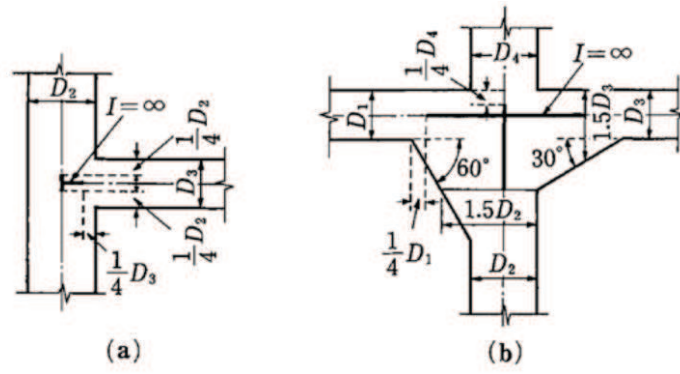 D₂
I=∞
1/4 D₂
D₃
1/4 D₂
1/4 D₃
(a)
1/4 D₄
D₄
I=∞
D₁
1.5D₃
D₃
60°
30°
1.5D₂
1/4 D₁
D₂
(b)